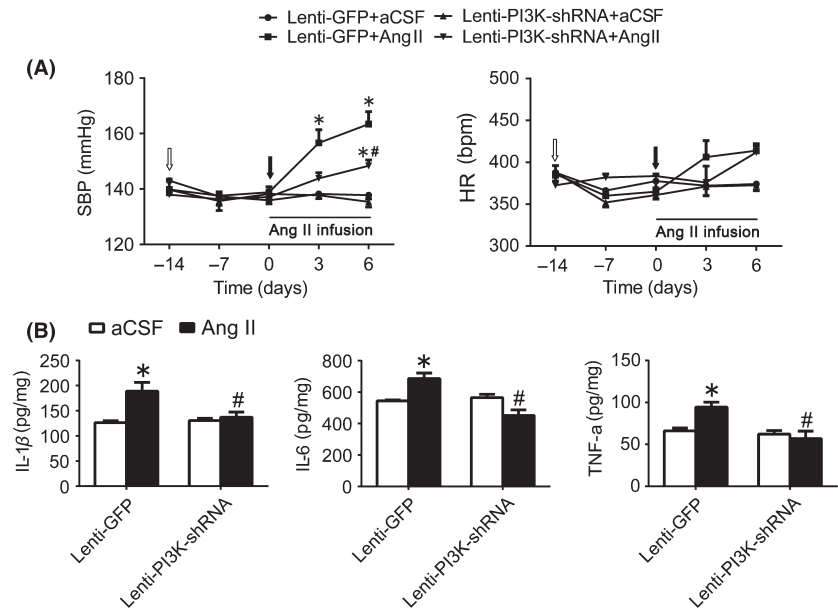 Lenti-GFP+aCSF Lenti-PI3K-shRNA+aCSF
Lenti-GFP+AngII Lenti-PI3K-shRNA+AngII
(A)
SBP (mmHg)
180
160
140
120
* *
*#
Ang II infusion
−14 −7 0 3 6
Time (days)
HR (bpm)
450
400
350
300
Ang II infusion
−14 −7 0 3 6
Time (days)
(B)
aCSF Ang II
IL-1β (pg/mg)
250
200
150
100
50
0
*
#
Lenti-GFP
Lenti-PI3K-shRNA
IL-6 (pg/mg)
800
600
400
200
0
*
#
Lenti-GFP
Lenti-PI3K-shRNA
TNF-a (pg/mg)
150
100
50
0
*
#
Lenti-GFP
Lenti-PI3K-shRNA